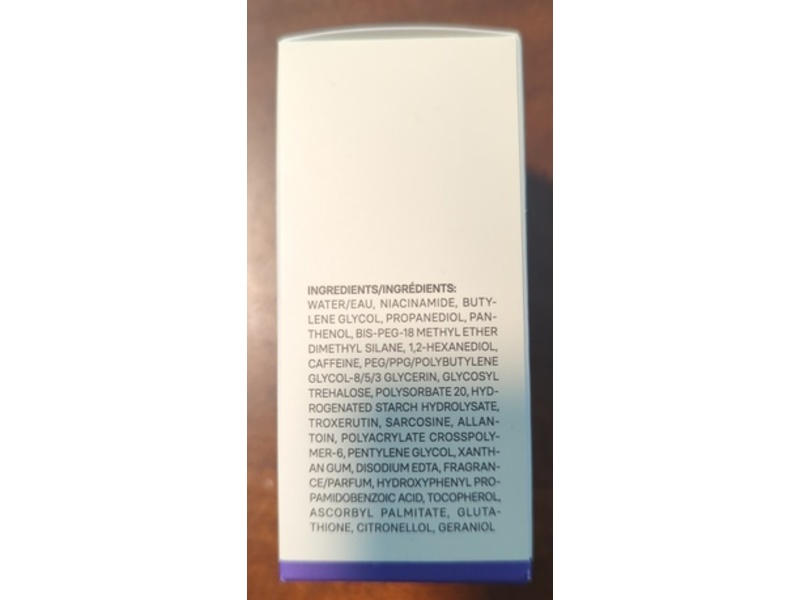 INGREDIENTS/INGRÉDIENTS:
WATER/EAU, NIACINAMIDE, BUTY-
LENE GLYCOL, PROPANEDIOL, PAN-
THENOL, BIS-PEG-18 METHYL ETHER
DIMETHYL SILANE, 1,2-HEXANEDIOL,
CAFFEINE, PEG/PPG/POLYBUTYLENE
GLYCOL-8/5/3 GLYCERIN, GLYCOSYL
TREHALOSE, POLYSORBATE 20, HYD-
ROGENATED STARCH HYDROLYSATE,
TROXERUTIN, SARCOSINE, ALLAN-
TOIN, POLYACRYLATE CROSSPOLY-
MER-6, PENTYLENE GLYCOL, XANTH-
AN GUM, DISODIUM EDTA, FRAGRAN-
CE/PARFUM, HYDROXYPHENYL PRO-
PAMIDOBENZOIC ACID, TOCOPHEROL,
ASCORBYL PALMITATE, GLUTA-
THIONE, CITRONELLOL, GERANIOL